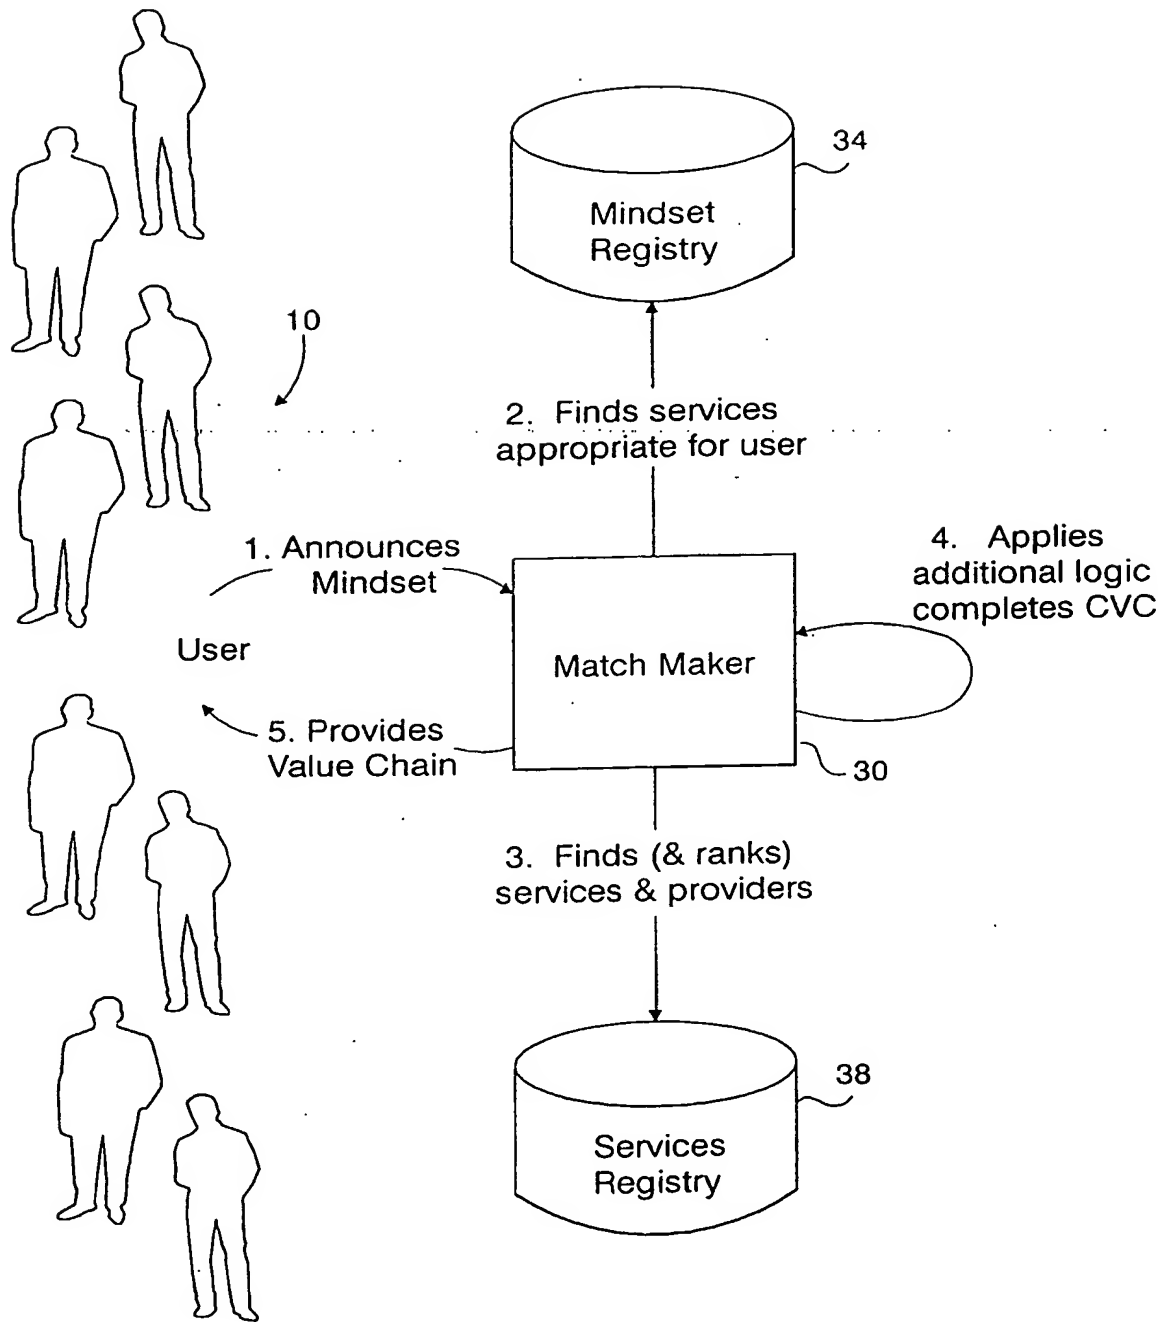 34
Mindset
Registry
10
2. Finds services
appropriate for user
1. Announces
Mindset
4. Applies
additional logic
completes CVC
User
Match Maker
5. Provides
Value Chain
30
3. Finds (& ranks)
services & providers
38
Services
Registry